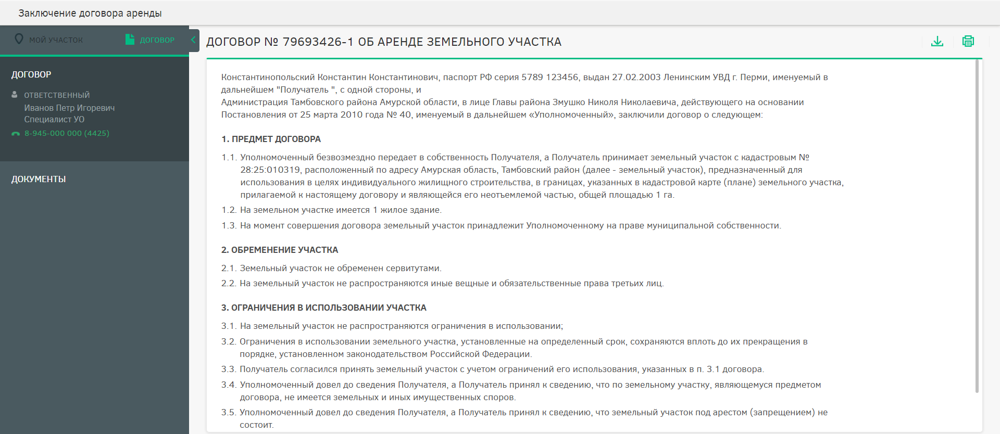 Заключение договора аренды
МОЙ УЧАСТОК
ДОГОВОР
ДОГОВОР
ОТВЕТСТВЕННЫЙ
Иванов Петр Игоревич
Специалист УО
8-945-000 000 (4425)
ДОКУМЕНТЫ
ДОГОВОР № 79693426-1 ОБ АРЕНДЕ ЗЕМЕЛЬНОГО УЧАСТКА
Константинопольский Константин Константинович, паспорт РФ серия 5789 123456, выдан 27.02.2003 Ленинским УВД г. Перми, именуемый в
дальнейшем "Получатель ", с одной стороны, и
Администрация Тамбовского района Амурской области, в лице Главы района Змушко Николя Николаевича, действующего на основании
Постановления от 25 марта 2010 года № 40, именуемый в дальнейшем «Уполномоченный», заключили договор о следующем:
1. ПРЕДМЕТ ДОГОВОРА
1.1. Уполномоченный безвозмездно передает в собственность Получателя, а Получатель принимает земельный участок с кадастровым №
28:25:010319, расположенный по адресу Амурская область, Тамбовский район (далее - земельный участок), предназначенный для
использования в целях индивидуального жилищного строительства, в границах, указанных в кадастровой карте (плане) земельного участка,
прилагаемой к настоящему договору и являющейся его неотъемлемой частью, общей площадью 1 га.
1.2. На земельном участке имеется 1 жилое здание.
1.3. На момент совершения договора земельный участок принадлежит Уполномоченному на праве муниципальной собственности.
2. ОБРЕМЕНЕНИЕ УЧАСТКА
2.1. Земельный участок не обременен сервитутами.
2.2. На земельный участок не распространяются иные вещные и обязательственные права третьих лиц.
3. ОГРАНИЧЕНИЯ В ИСПОЛЬЗОВАНИИ УЧАСТКА
3.1. На земельный участок не распространяются ограничения в использовании;
3.2. Ограничения в использовании земельного участка, установленные на определенный срок, сохраняются вплоть до их прекращения в
порядке, установленном законодательством Российской Федерации.
3.3. Получатель согласился принять земельный участок с учетом ограничений его использования, указанных в п. 3.1 договора.
3.4. Уполномоченный довел до сведения Получателя, а Получатель принял к сведению, что по земельному участку, являющемуся предметом
договора, не имеется земельных и иных имущественных споров.
3.5. Уполномоченный довел до сведения Получателя, а Получатель принял к сведению, что земельный участок под арестом (запрещением) не
состоит.